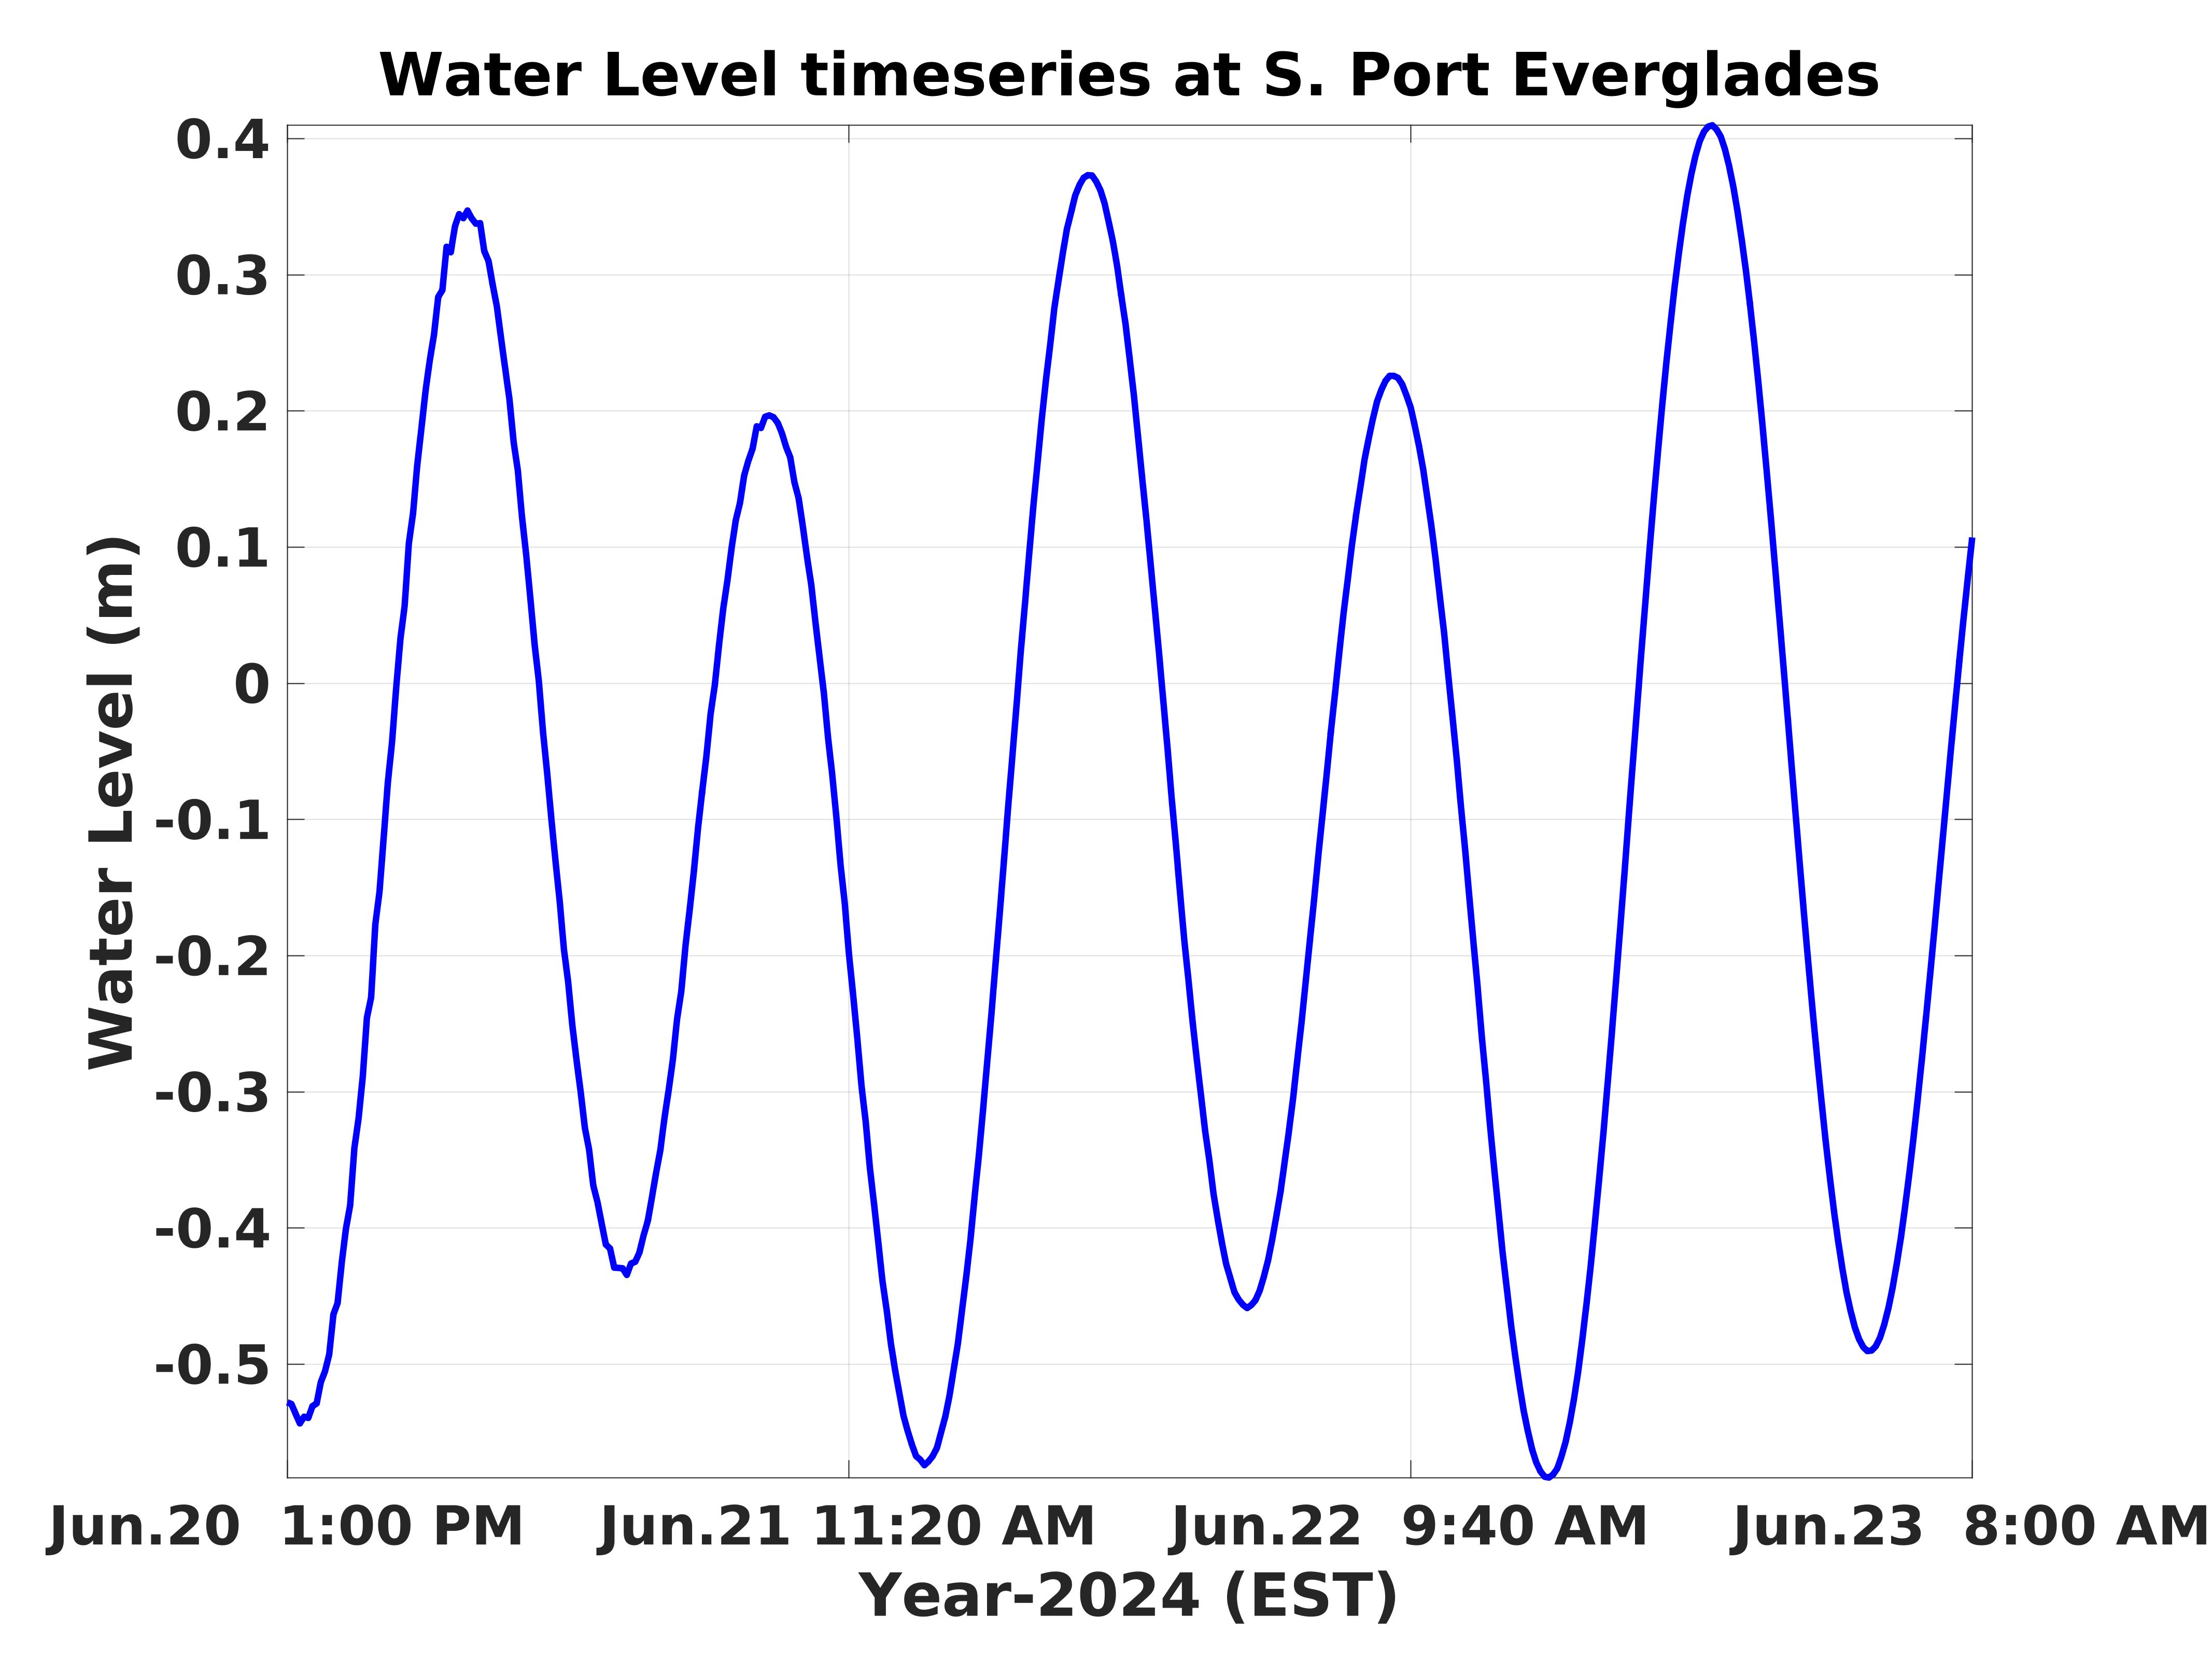 Water Level timeseries at S. Port Everglades
0.4
0.3
0.2
0.1
0
-0.1
-0.2
-0.3
-0.4
-0.5
Water Level (m)
Jun.20 1:00 PM Jun.21 11:20 AM Jun.22 9:40 AM Jun.23 8:00 AM
Year-2024 (EST)